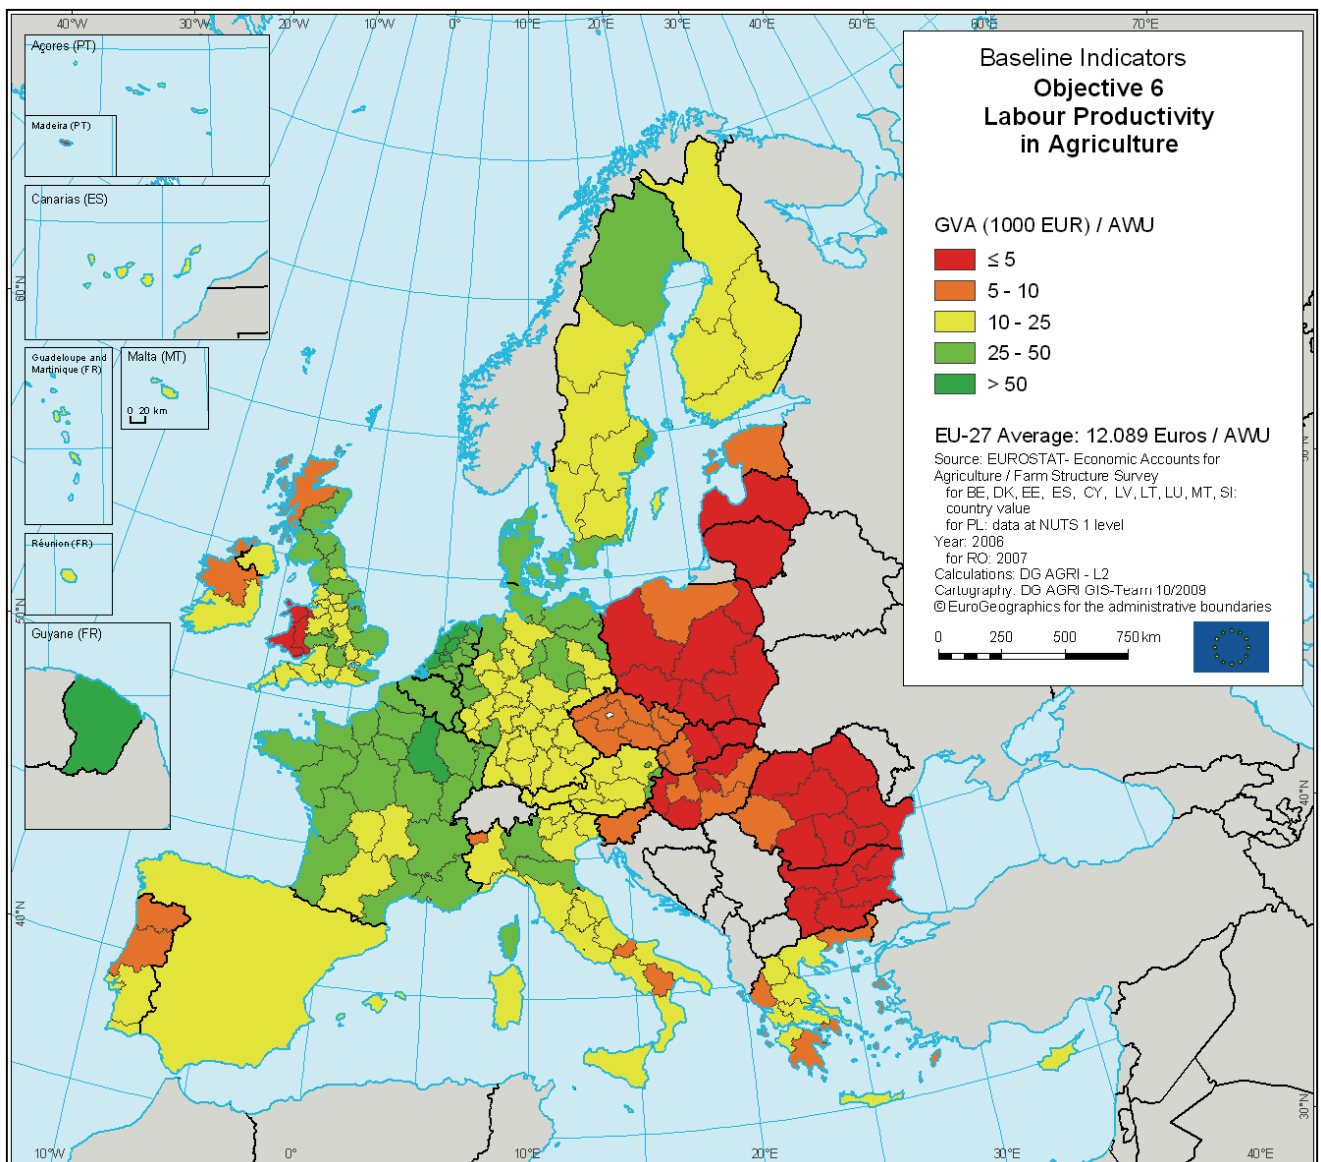 40°W 30°W 20°W 10°W 0° 10°E 20°E 30°E 40°E 50°E 60°E 70°E
Açores (PT)
Madeira (PT)
Canarias (ES)
60°N
Guadeloupe and
Martinique (FR)
Malta (MT)
0 20 km
Réunion (FR)
50°N
Guyane (FR)
40°N
Baseline Indicators
Objective 6
Labour Productivity
in Agriculture
GVA (1000 EUR) / AWU
≤ 5
5 - 10
10 - 25
25 - 50
> 50
EU-27 Average: 12.089 Euros / AWU
Source: EUROSTAT- Economic Accounts for
Agriculture / Farm Structure Survey
for BE, DK, EE, ES, CY, LV, LT, LU, MT, SI:
country value
for PL: data at NUTS 1 level
Year: 2006
for RO: 2007
Calculations: DG AGRI - L2
Cartography: DG AGRI GIS-Team 10/2009
© EuroGeographics for the administrative boundaries
0 250 500 750 km
40°N
30°N
10°W 0° 10°E 20°E 30°E 40°E